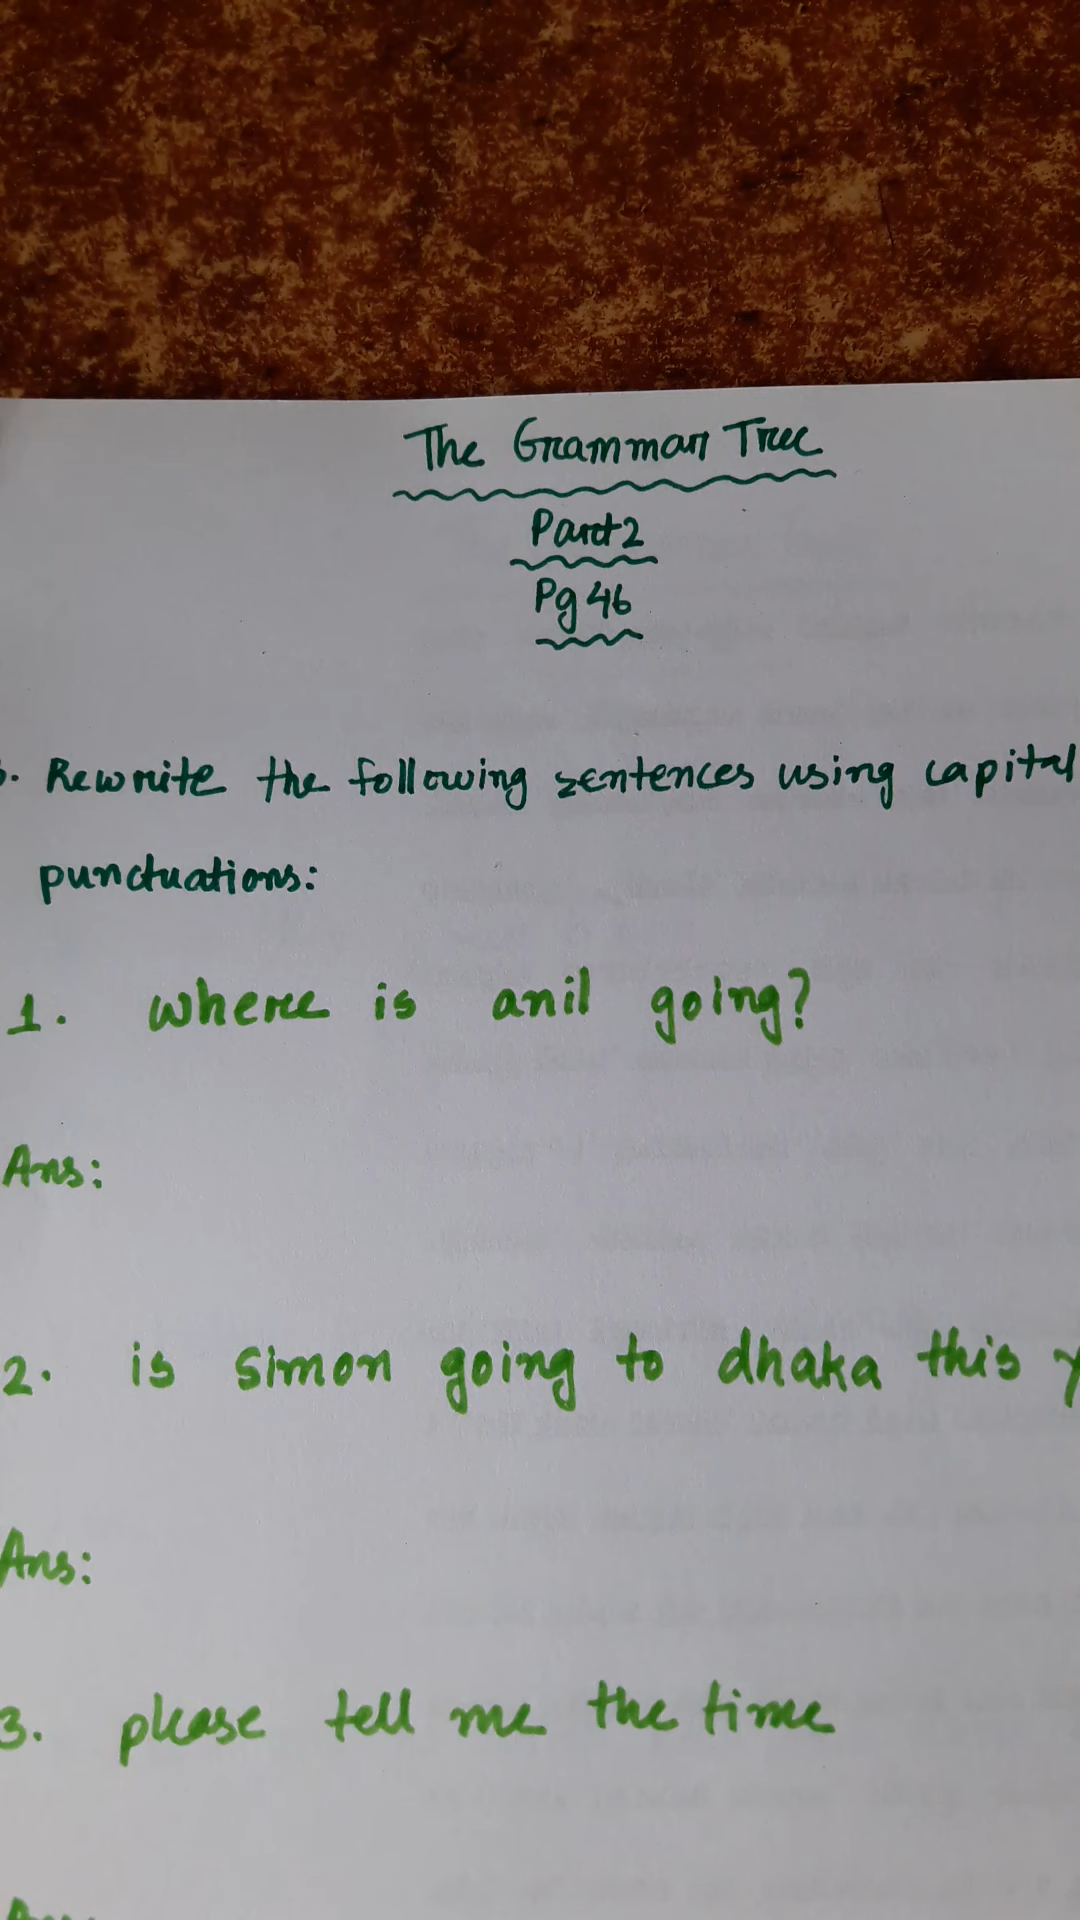 The Grammar Tree
Part 2
Pg 46
. Rewrite the following sentences using capital
punctuations:
1. where is anil going?
Ans:
2. is simon going to dhaka this
Ans:
3. please tell me the time